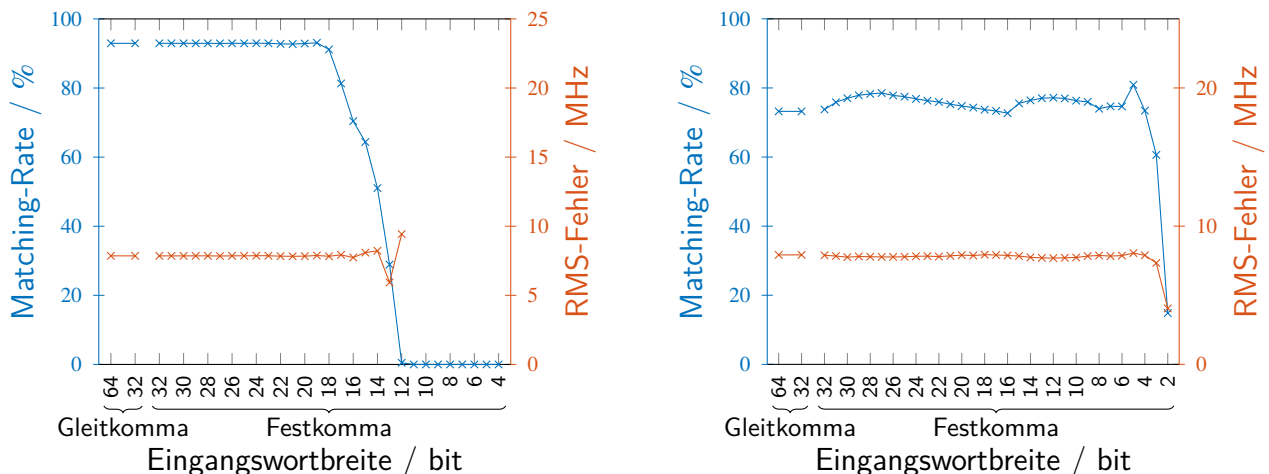 100
80
60
40
20
0
Matching-Rate / %
25
20
15
10
5
0
RMS-Fehler / MHz
64 32 32 30 28 26 24 22 20 18 16 14 12 10 8 6 4
Gleitkomma Festkomma
Eingangswortbreite / bit
100
80
60
40
20
0
Matching-Rate / %
20
10
0
RMS-Fehler / MHz
64 32 32 30 28 26 24 22 20 18 16 14 12 10 8 6 4 2
Gleitkomma Festkomma
Eingangswortbreite / bit